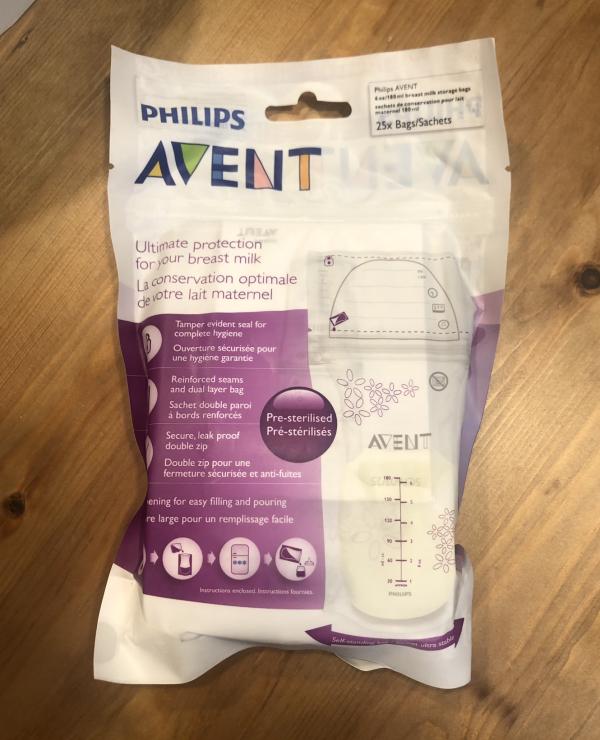 PHILIPS
AVENT
Philips AVENT
6 oz/180 ml breast milk storage bags
sachets de conservation pour lait
maternel 180 ml
25x Bags/Sachets
Ultimate protection
for your breast milk
La conservation optimale
de votre lait maternel
Tamper evident seal for
complete hygiene
Ouverture sécurisée pour
une hygiène garantie
Reinforced seams
and dual layer bag
Sachet double paroi
à bords renforcés
Secure, leak proof
double zip
Double zip pour une
fermeture sécurisée et anti-fuites
Pre-sterilised
Pré-stérilisés
ening for easy filling and pouring
re large pour un remplissage facile
Instructions enclosed. Instructions fournies.
AVENT
180
150
130
90
60
30
PHILIPS
Self-standing ultra stable